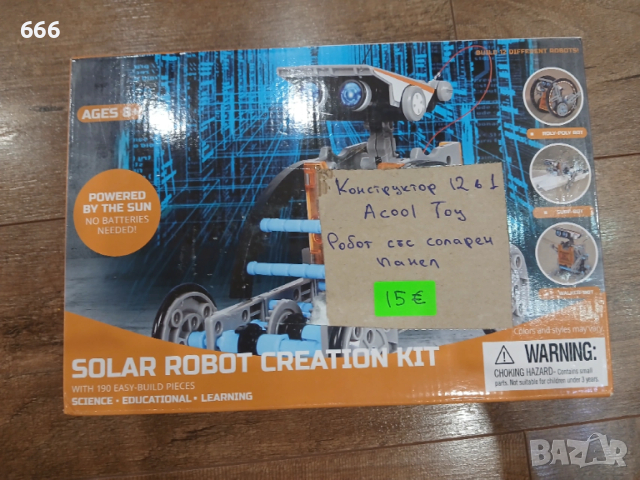 666
BUILD 12 DIFFERENT ROBOTS!
AGES 8+
ROLY-POLY BOT
SURF BOT
POWERED
BY THE SUN
NO BATTERIES
NEEDED!
Конструктор 12 в 1
Acool Toy
Робот със соларен
панел
15 €
Colors and styles may vary
SOLAR ROBOT CREATION KIT
WITH 190 EASY-BUILD PIECES
SCIENCE • EDUCATIONAL • LEARNING
WARNING:
CHOKING HAZARD - Contains small
parts. Not suitable for children under 3 years.
BAZAR